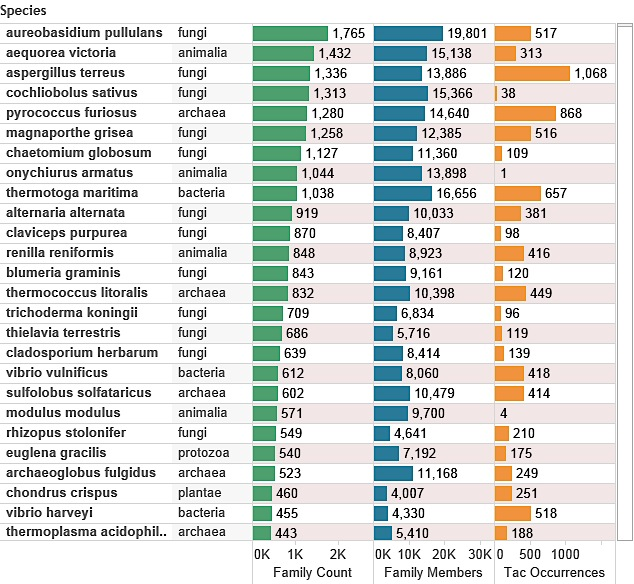 Species
aureobasidium pullulans fungi 1,765 19,801 517
aequorea victoria animalia 1,432 15,138 313
aspergillus terreus fungi 1,336 13,886 1,068
cochliobolus sativus fungi 1,313 15,366 38
pyrococcus furiosus archaea 1,280 14,640 868
magnaporthe grisea fungi 1,258 12,385 516
chaetomium globosum fungi 1,127 11,360 109
onychiurus armatus animalia 1,044 13,898 1
thermotoga maritima bacteria 1,038 16,656 657
alternaria alternata fungi 919 10,033 381
claviceps purpurea fungi 870 8,407 98
renilla reniformis animalia 848 8,923 416
blumeria graminis fungi 843 9,161 120
thermococcus litoralis archaea 832 10,398 449
trichoderma koningii fungi 709 6,834 96
thielavia terrestris fungi 686 5,716 119
cladosporium herbarum fungi 639 8,414 139
vibrio vulnificus bacteria 612 8,060 418
sulfolobus solfataricus archaea 602 10,479 414
modulus modulus animalia 571 9,700 4
rhizopus stolonifer fungi 549 4,641 210
euglena gracilis protozoa 540 7,192 175
archaeoglobus fulgidus archaea 523 11,168 249
chondrus crispus plantae 460 4,007 251
vibrio harveyi bacteria 455 4,330 518
thermoplasma acidophil.. archaea 443 5,410 188
0K 1K 2K 0K 10K 20K 30K 0 500 1000
Family Count Family Members Tac Occurrences